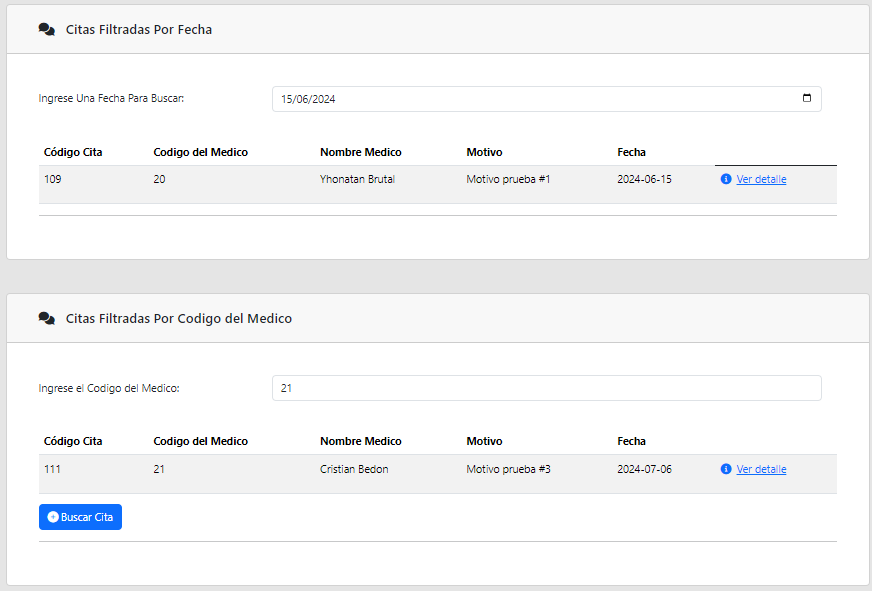 Citas Filtradas Por Fecha
Ingrese Una Fecha Para Buscar: 15/06/2024
Código Cita Codigo del Medico Nombre Medico Motivo Fecha
109 20 Yhonatan Brutal Motivo prueba #1 2024-06-15 Ver detalle
Citas Filtradas Por Codigo del Medico
Ingrese el Codigo del Medico: 21
Código Cita Codigo del Medico Nombre Medico Motivo Fecha
111 21 Cristian Bedon Motivo prueba #3 2024-07-06 Ver detalle
Buscar Cita